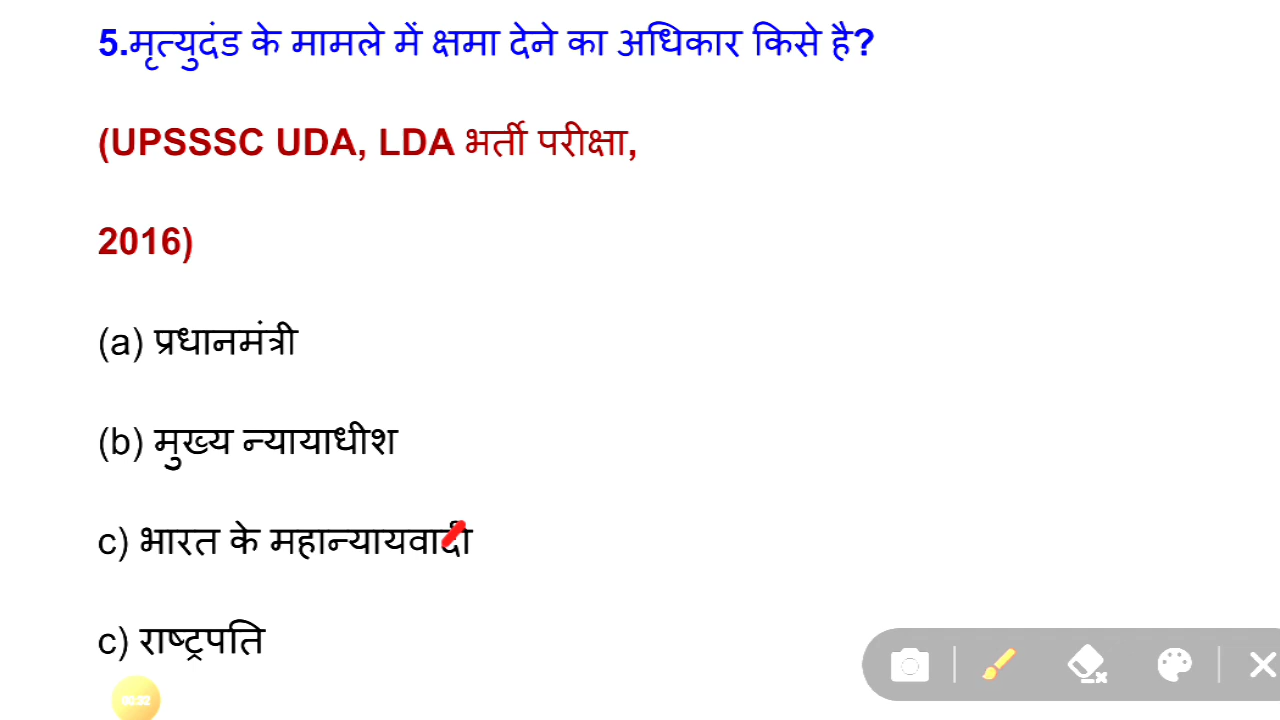 5.मृत्युदंड के मामले में क्षमा देने का अधिकार किसे है?
(UPSSSC UDA, LDA भर्ती परीक्षा,
2016)
(a) प्रधानमंत्री
(b) मुख्य न्यायाधीश
c) भारत के महान्यायवादी
c) राष्ट्रपति